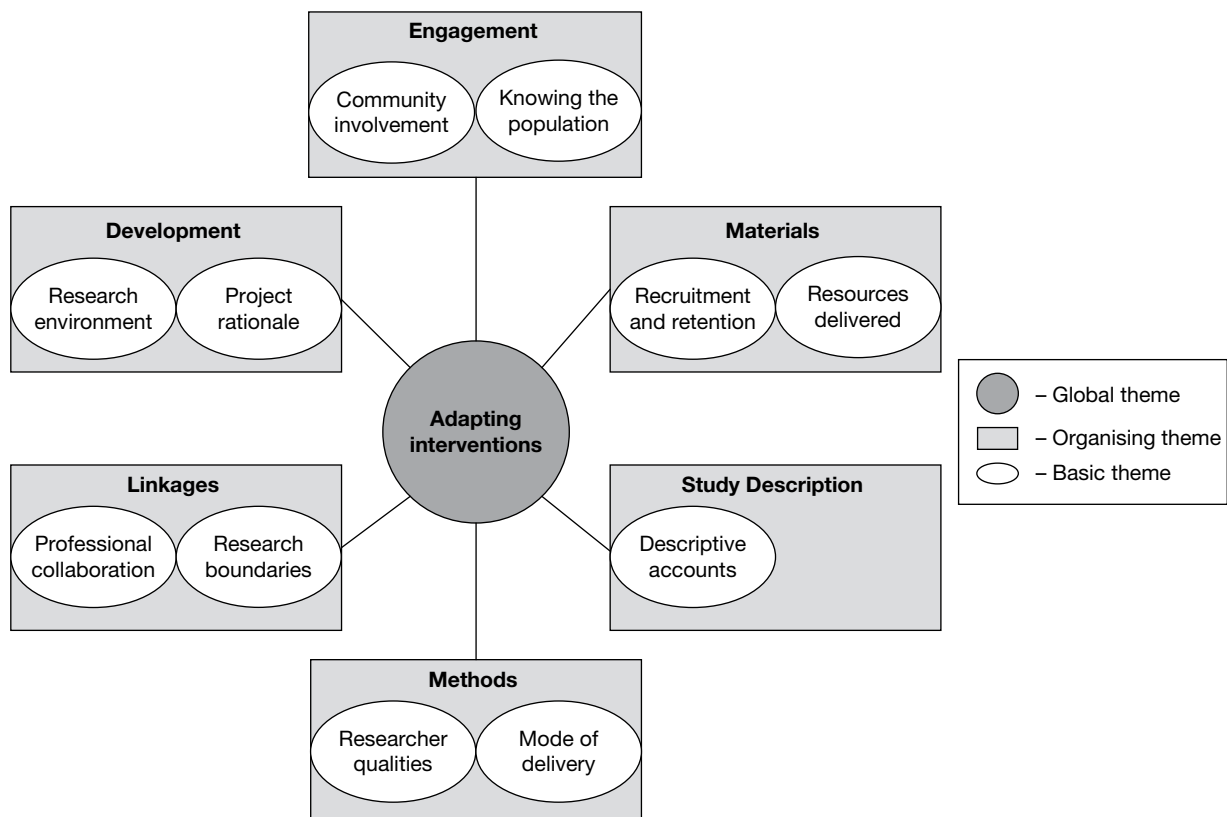 Engagement
Community
involvement
Knowing the
population
Development
Research
environment
Project
rationale
Materials
Recruitment
and retention
Resources
delivered
Adapting
interventions
– Global theme
– Organising theme
– Basic theme
Linkages
Professional
collaboration
Research
boundaries
Study Description
Descriptive
accounts
Methods
Researcher
qualities
Mode of
delivery